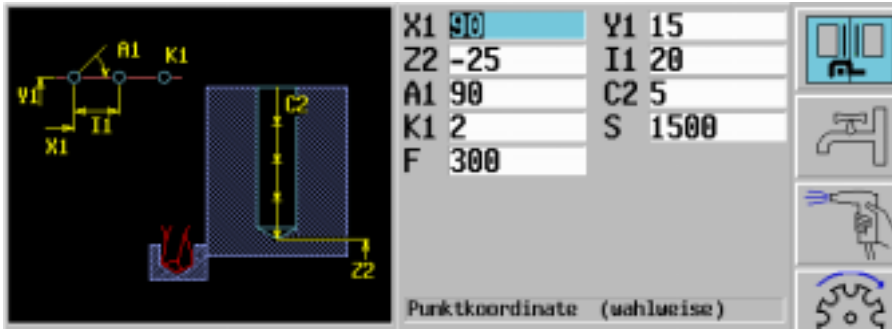 A1 K1
Y1
I1
X1
C2
Z2
X1 90 Y1 15
Z2 -25 I1 20
A1 90 C2 5
K1 2 S 1500
F 300
Punktkoordinate (wahlweise)